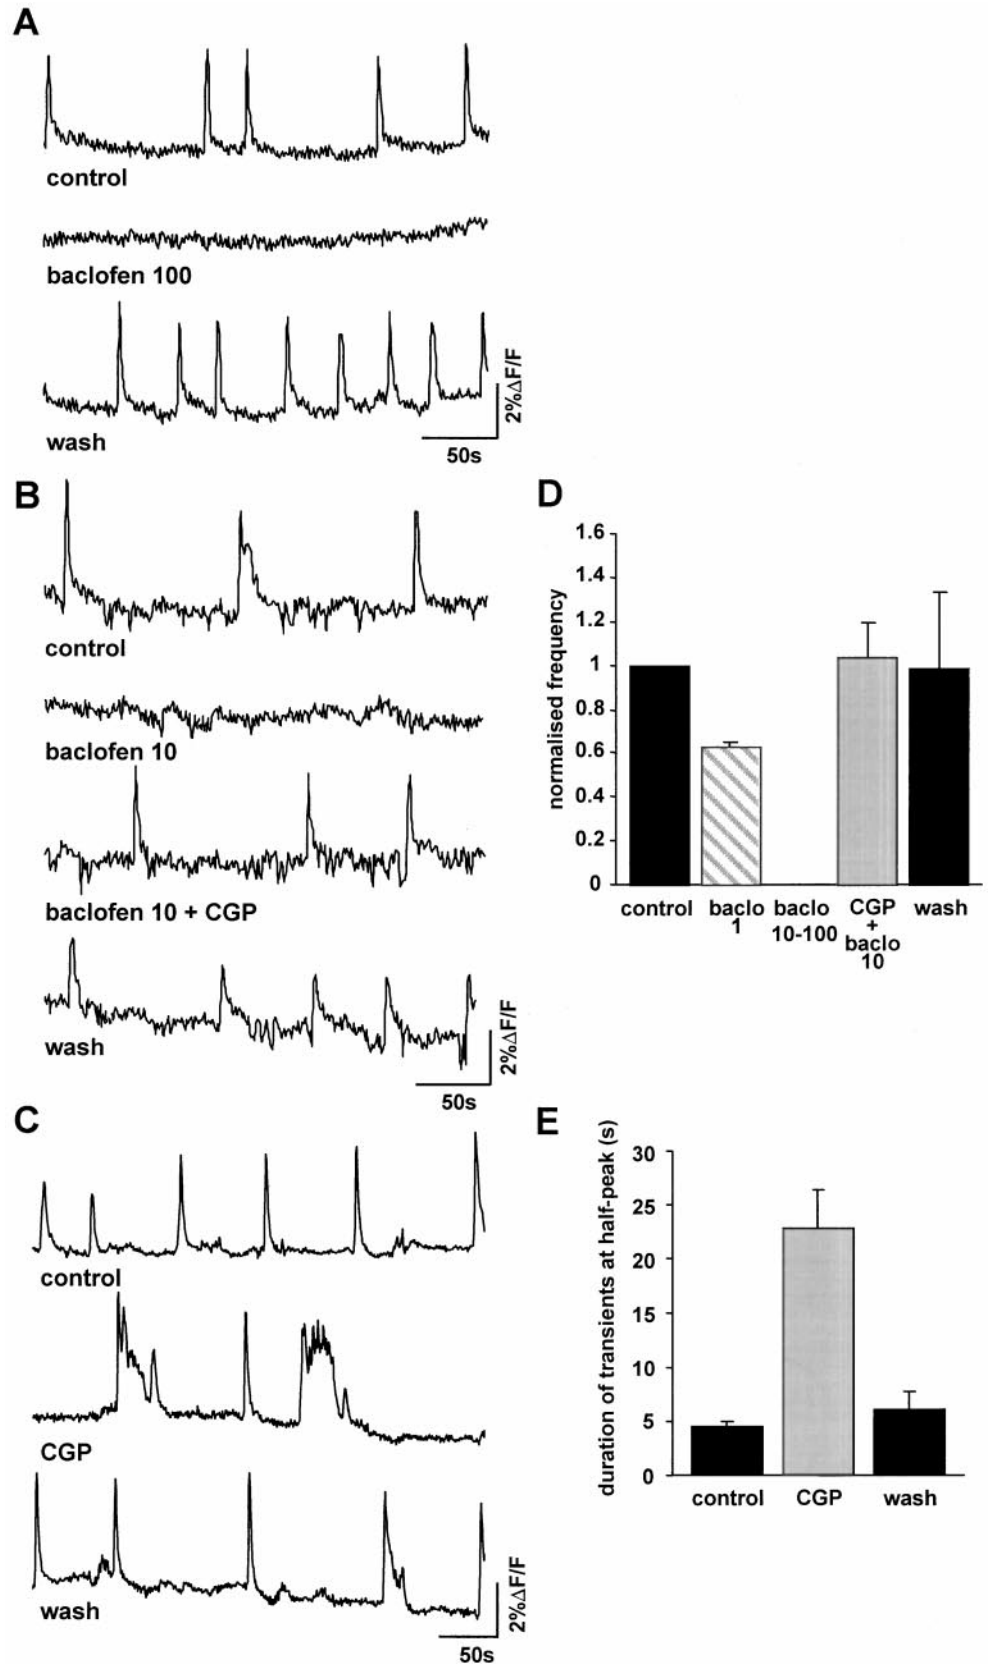 A
control
baclofen 100
wash
2%ΔF/F
50s
B
control
baclofen 10
baclofen 10 + CGP
wash
2%ΔF/F
50s
C
control
CGP
wash
2%ΔF/F
50s
D
normalised frequency
1.6
1.4
1.2
1
0.8
0.6
0.4
0.2
0
control
baclo
1
baclo
10-100
CGP
+
baclo
10
wash
E
duration of transients at half-peak (s)
30
25
20
15
10
5
0
control
CGP
wash